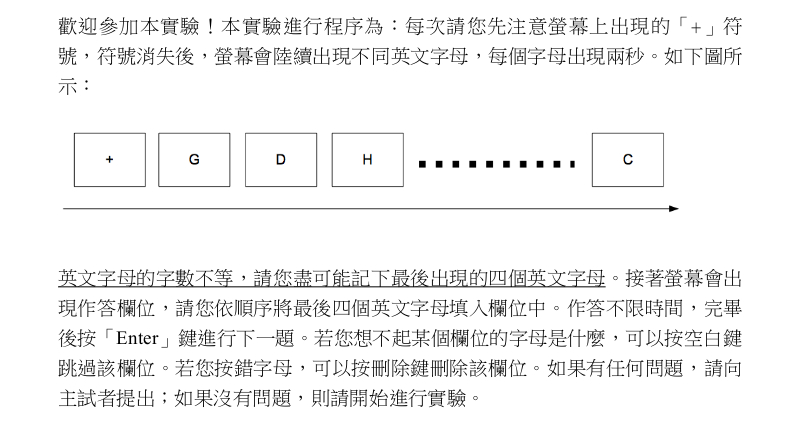 歡迎參加本實驗！本實驗進行程序為：每次請您先注意螢幕上出現的「+」符
號，符號消失後，螢幕會陸續出現不同英文字母，每個字母出現兩秒。如下圖所
示：
+ G D H C
英文字母的字數不等，請您盡可能記下最後出現的四個英文字母。接著螢幕會出
現作答欄位，請您依順序將最後四個英文字母填入欄位中。作答不限時間，完畢
後按「Enter」鍵進行下一題。若您想不起某個欄位的字母是什麼，可以按空白鍵
跳過該欄位。若您按錯字母，可以按刪除鍵刪除該欄位。如果有任何問題，請向
主試者提出；如果沒有問題，則請開始進行實驗。